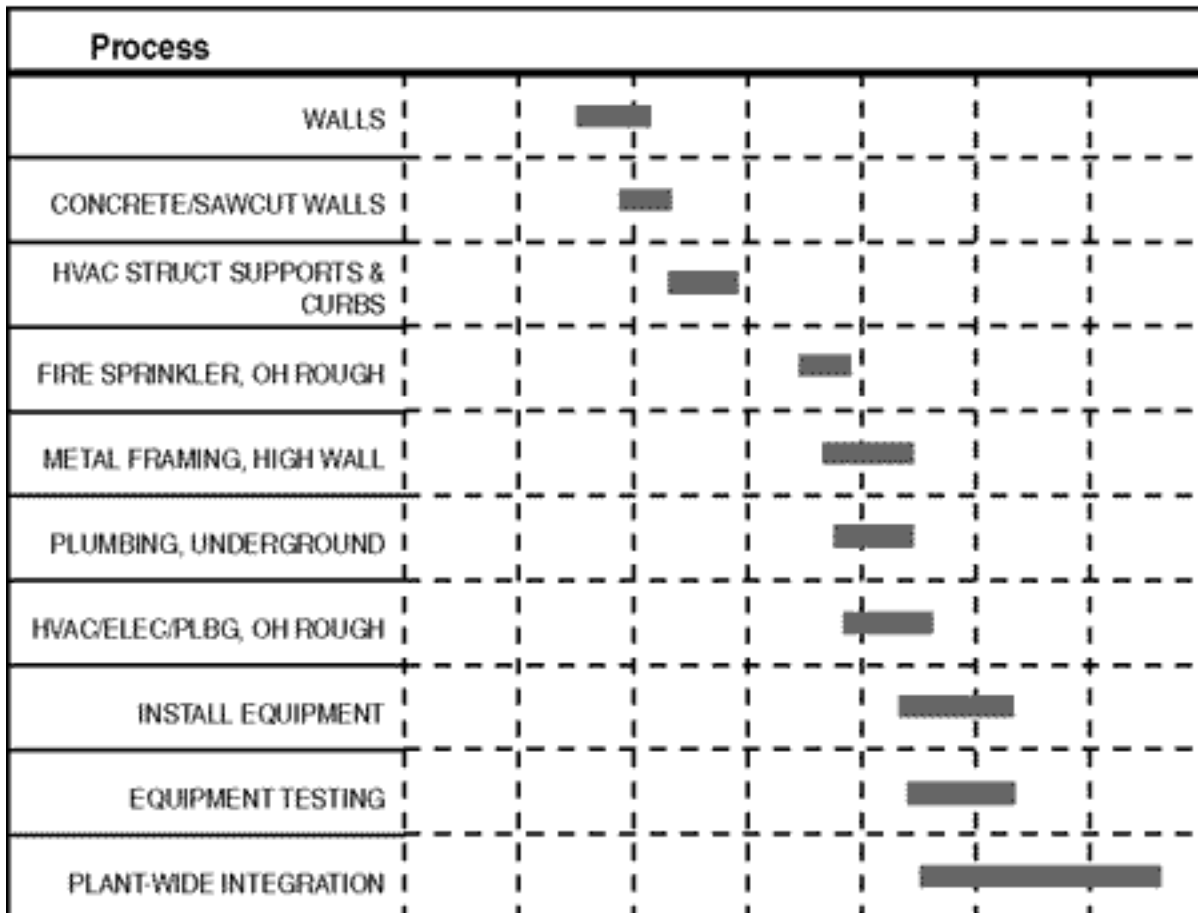 Process
WALLS
CONCRETE/SAWCUT WALLS
HVAC STRUCT SUPPORTS &
CURBS
FIRE SPRINKLER, OH ROUGH
METAL FRAMING, HIGH WALL
PLUMBING, UNDERGROUND
HVAC/ELEC/PLBG, OH ROUGH
INSTALL EQUIPMENT
EQUIPMENT TESTING
PLANT-WIDE INTEGRATION